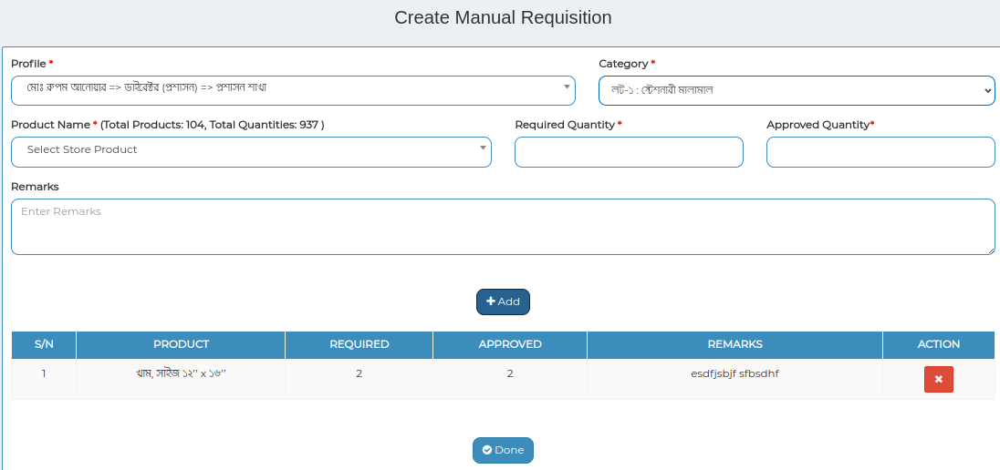 Create Manual Requisition
Profile * Category *
মোঃ রুপম আনোয়ার => ডাইরেক্টর (প্রশাসন) => প্রশাসন শাখা লট-১ : স্টেশনারী মালামাল
Product Name * (Total Products: 104, Total Quantities: 937 ) Required Quantity * Approved Quantity*
Select Store Product
Remarks
Enter Remarks
Add
S/N PRODUCT REQUIRED APPROVED REMARKS ACTION
1 খাম, সাইজ ১২" x ১৬" 2 2 esdfjsbjf sfbsdhf
Done